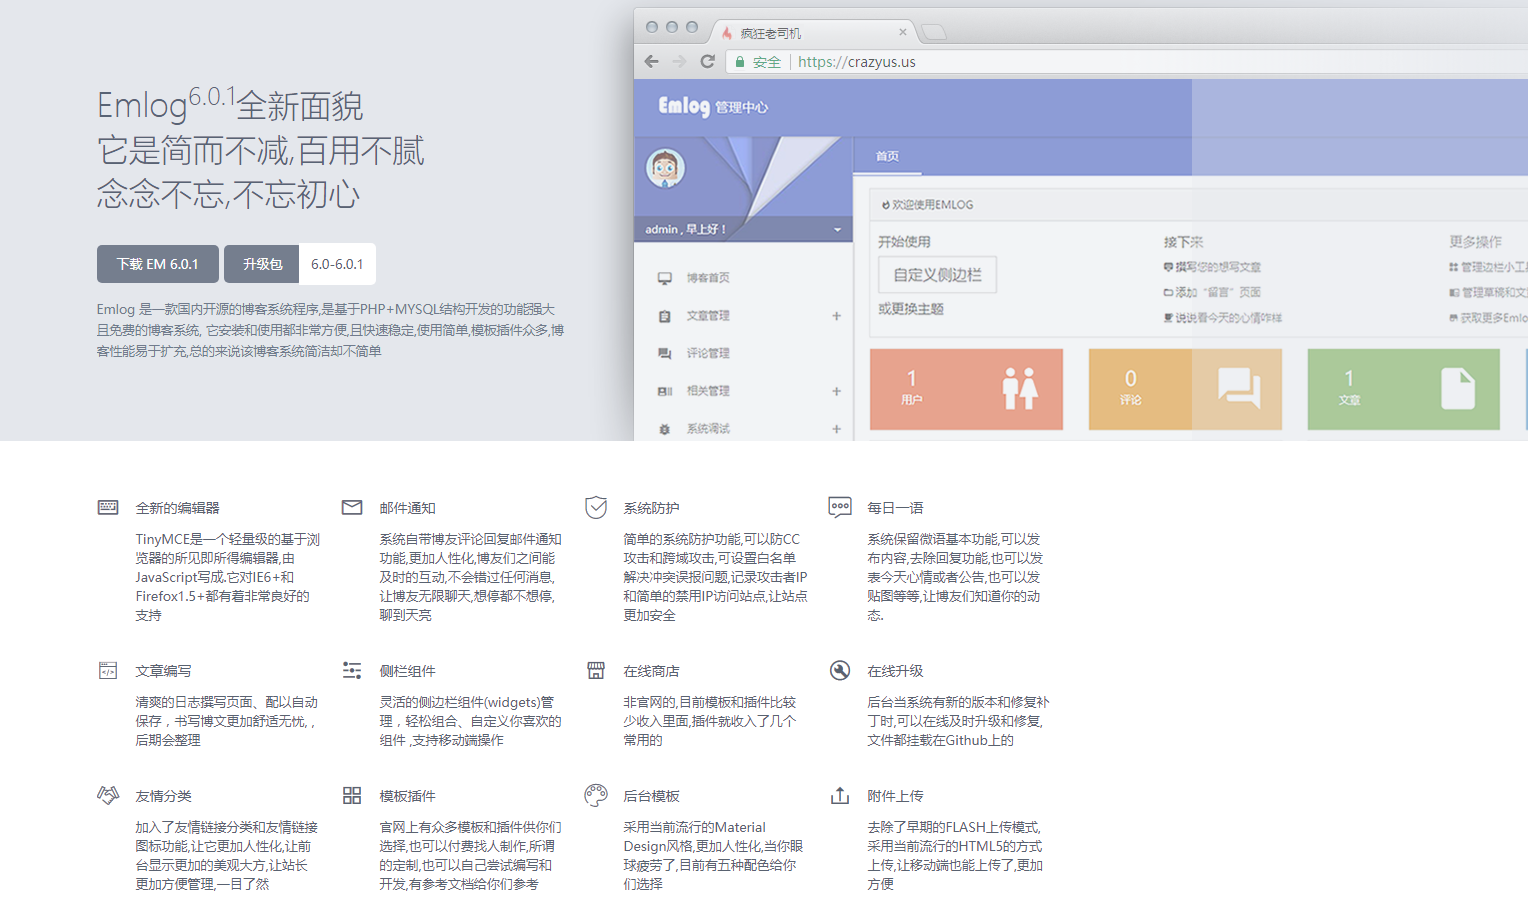 Emlog6.0.1全新面貌
它是简而不减,百用不腻
念念不忘,不忘初心
下载 EM 6.0.1
升级包
6.0-6.0.1
Emlog 是一款国内开源的博客系统程序,是基于PHP+MYSQL结构开发的功能强大
且免费的博客系统, 它安装和使用都非常方便,且快速稳定,使用简单,模板插件众多,博
客性能易于扩充,总的来说该博客系统简洁却不简单
疯狂老司机
安全
https://crazyus.us
Emlog 管理中心
首页
admin , 早上好！
博客首页
文章管理
评论管理
相关管理
系统调试
欢迎使用EMLOG
开始使用
自定义侧边栏
或更换主题
接下来
撰写您的想写文章
添加“留言”页面
说说看今天的心情咋样
更多操作
管理边栏小工具
管理草稿和文
获取更多Emlo
1
用户
0
评论
1
文章
全新的编辑器
TinyMCE是一个轻量级的基于浏
览器的所见即所得编辑器,由
JavaScript写成.它对IE6+和
Firefox1.5+都有着非常良好的
支持
邮件通知
系统自带博友评论回复邮件通知
功能,更加人性化,博友们之间能
及时的互动,不会错过任何消息,
让博友无限聊天,想停都不想停,
聊到天亮
系统防护
简单的系统防护功能,可以防CC
攻击和跨域攻击,可设置白名单
解决冲突误报问题,记录攻击者IP
和简单的禁用IP访问站点,让站点
更加安全
每日一语
系统保留微语基本功能,可以发
布内容,去除回复功能,也可以发
表今天心情或者公告,也可以发
贴图等等,让博友们知道你的动
态.
文章编写
清爽的日志撰写页面、配以自动
保存，书写博文更加舒适无忧, ,
后期会整理
侧栏组件
灵活的侧边栏组件(widgets)管
理，轻松组合、自定义你喜欢的
组件 ,支持移动端操作
在线商店
非官网的,目前模板和插件比较
少收入里面,插件就收入了几个
常用的
在线升级
后台当系统有新的版本和修复补
丁时,可以在线及时升级和修复,
文件都挂载在Github上的
友情分类
加入了友情链接分类和友情链接
图标功能,让它更加人性化,让前
台显示更加的美观大方,让站长
更加方便管理,一目了然
模板插件
官网上有众多模板和插件供你们
选择,也可以付费找人制作,所谓
的定制,也可以自己尝试编写和
开发,有参考文档给你们参考
后台模板
采用当前流行的Material
Design风格,更加人性化,当你眼
球疲劳了,目前有五种配色给你
们选择
附件上传
去除了早期的FLASH上传模式,
采用当前流行的HTML5的方式
上传,让移动端也能上传了,更加
方便